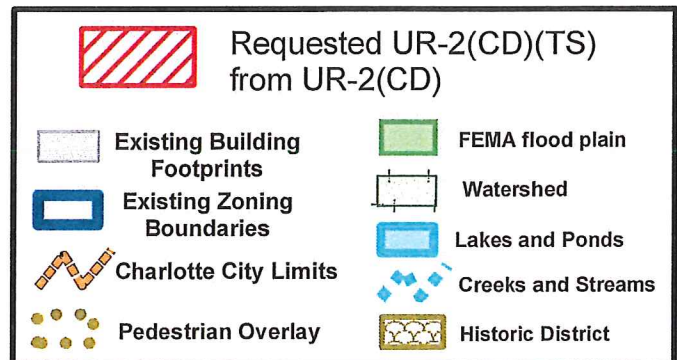 Requested UR-2(CD)(TS)
from UR-2(CD)
Existing Building
Footprints
Existing Zoning
Boundaries
Charlotte City Limits
Pedestrian Overlay
FEMA flood plain
Watershed
Lakes and Ponds
Creeks and Streams
Historic District